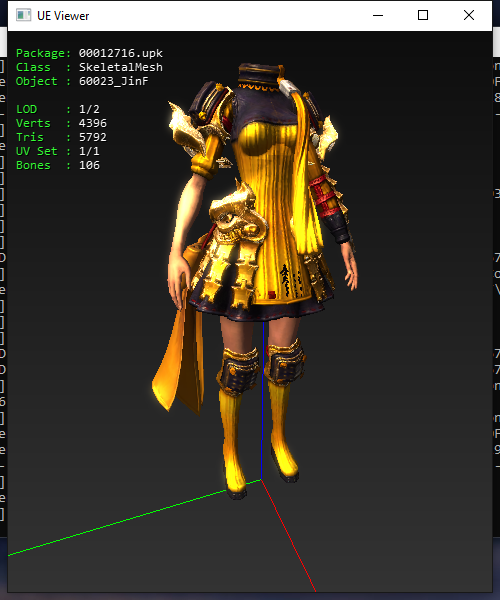 UE Viewer
Package: 00012716.upk
Class : SkeletalMesh
Object : 60023_JinF
LOD : 1/2
Verts : 4396
Tris : 5792
UV Set : 1/1
Bones : 106